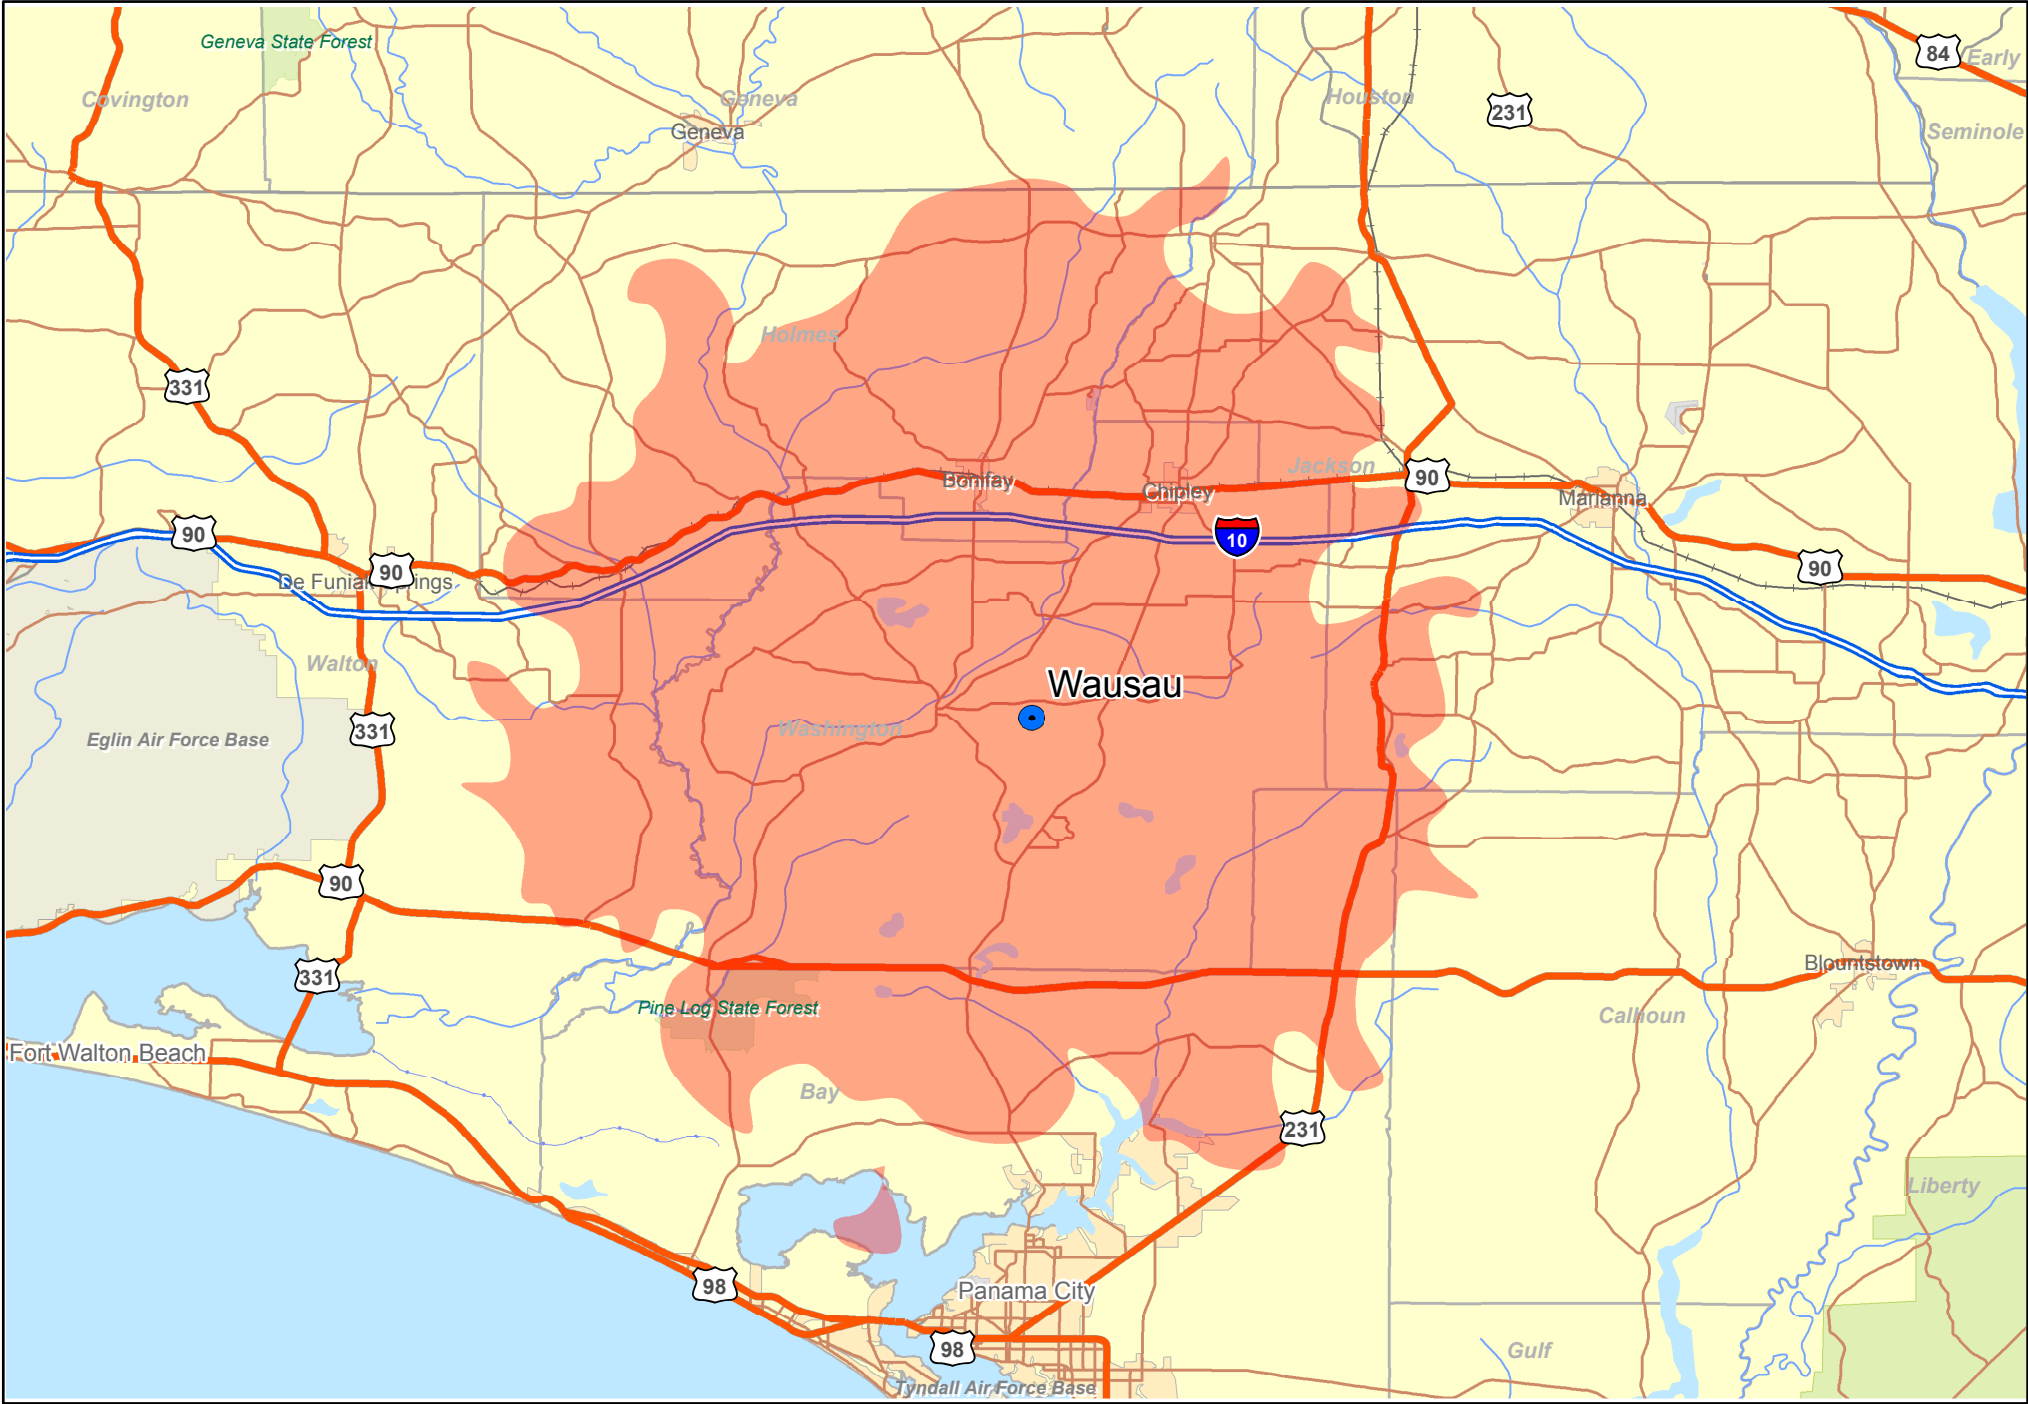 Geneva State Forest
84
Early
Covington
Geneva
Houston
231
Geneva
Seminole
Holmes
331
Jackson
90
Bonifay
Chipley
Marianna
90
10
90
De Funiak Springs
90
Walton
Wausau
Washington
331
Eglin Air Force Base
90
Blountstown
331
Pine Log State Forest
Calhoun
Fort Walton Beach
Bay
231
Liberty
98
Panama City
98
Gulf
Tyndall Air Force Base